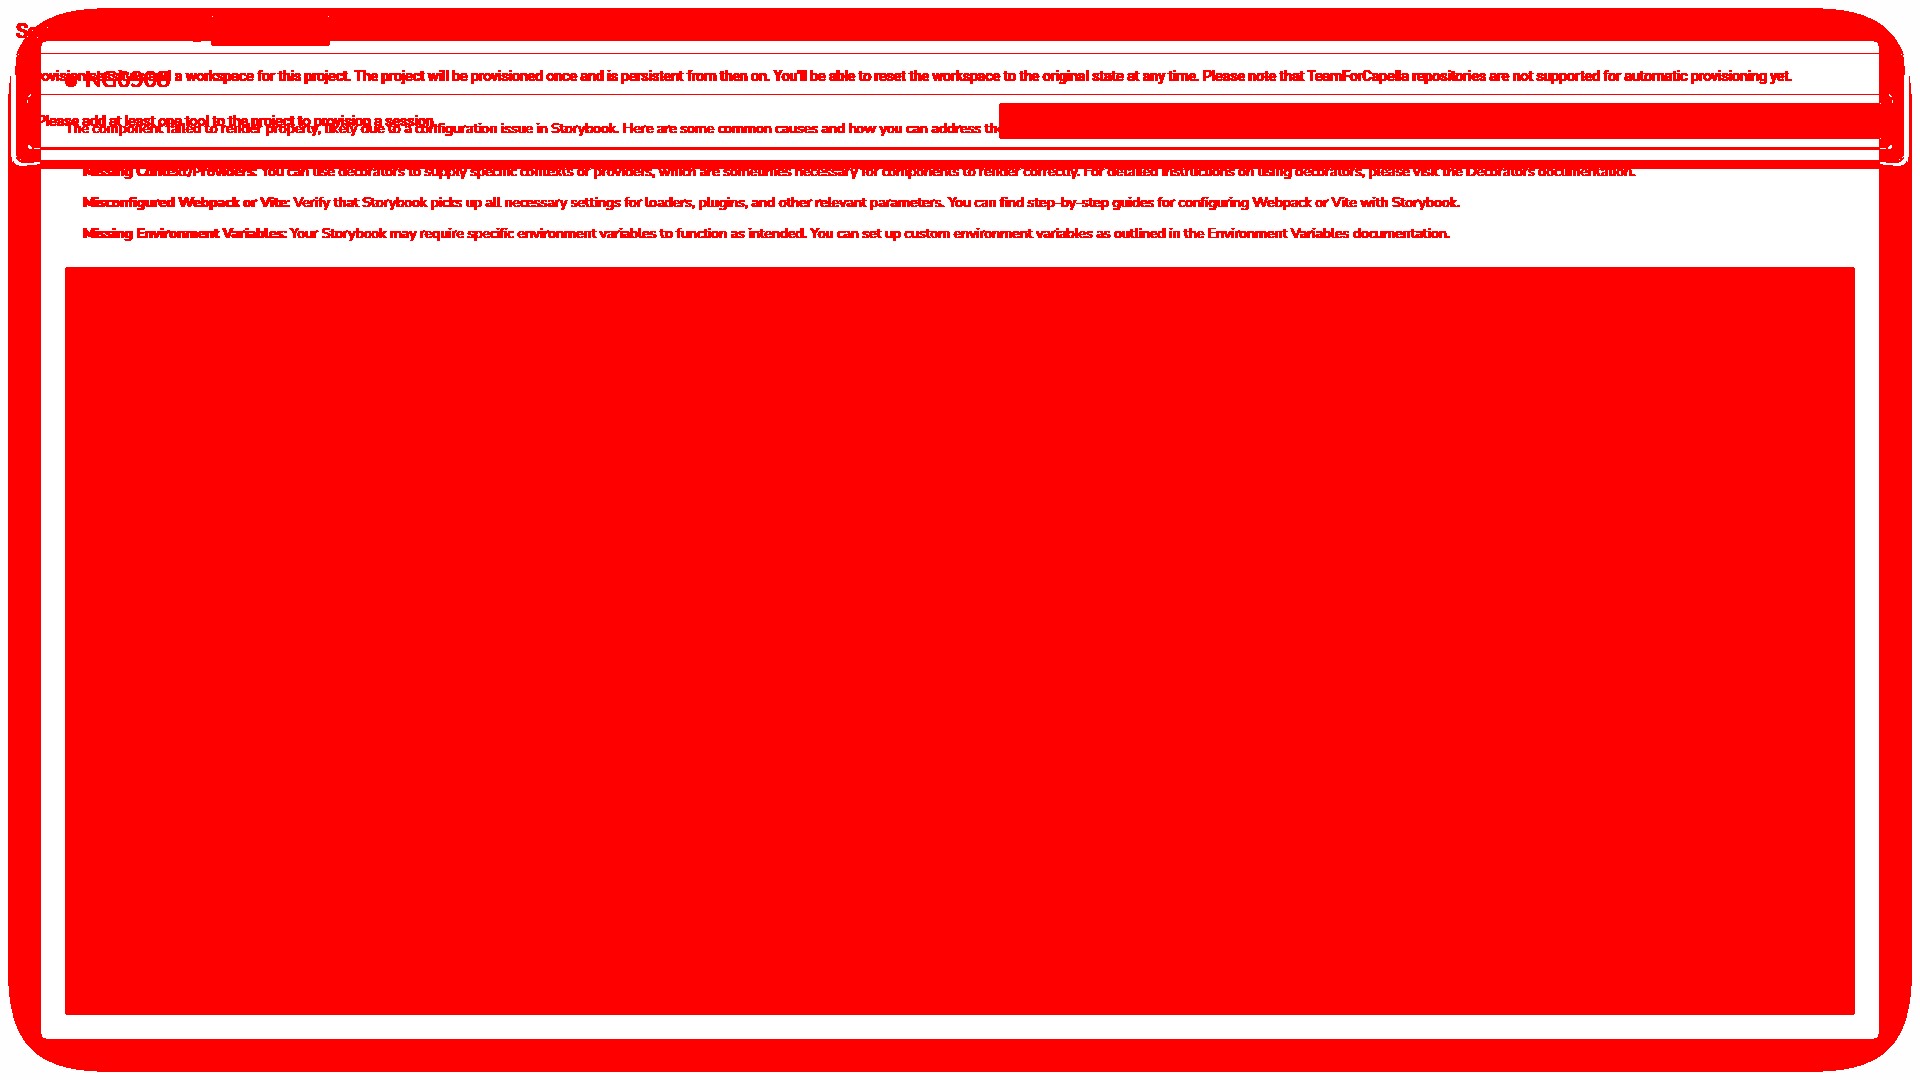 a workspace for this project. The project will be provisioned once and is persistent from then on. You'll be able to reset the workspace to the original state at any time. Please note that TeamForCapella repositories are not supported for automatic provisioning yet.
Please add at least one tool to the project to provision a session.
The component failed to render properly, likely due to a configuration issue in Storybook. Here are some common causes and how you can address
Missing Context/Providers: You can use decorators to supply specific contexts or providers, which are sometimes necessary for components to render correctly. For detailed instructions on using decorators, please visit the Decorators documentation.
Misconfigured Webpack or Vite: Verify that Storybook picks up all necessary settings for loaders, plugins, and other relevant parameters. You can find step-by-step guides for configuring Webpack or Vite with Storybook.
Missing Environment Variables: Your Storybook may require specific environment variables to function as intended. You can set up custom environment variables as outlined in the Environment Variables documentation.